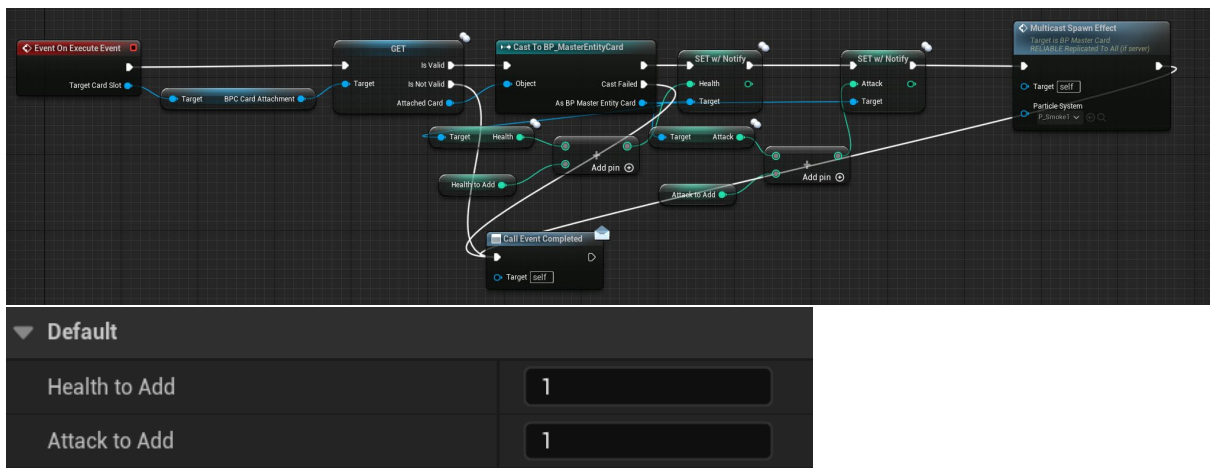 Event On Execute Event
Target Card Slot
Target BPC Card Attachment
GET
Is Valid
Target Is Not Valid
Attached Card
Cast To BP_MasterEntityCard
Object Cast Failed
As BP Master Entity Card
SET w/ Notify
Health
Target
SET w/ Notify
Attack
Target
Multicast Spawn Effect
Target is BP Master Card
RELIABLE Replicated To All (if server)
Target self
Particle System
P_Smoke1
Target Health
Health to Add
Add pin
Target Attack
Attack to Add
Add pin
Call Event Completed
Target self
Default
Health to Add 1
Attack to Add 1